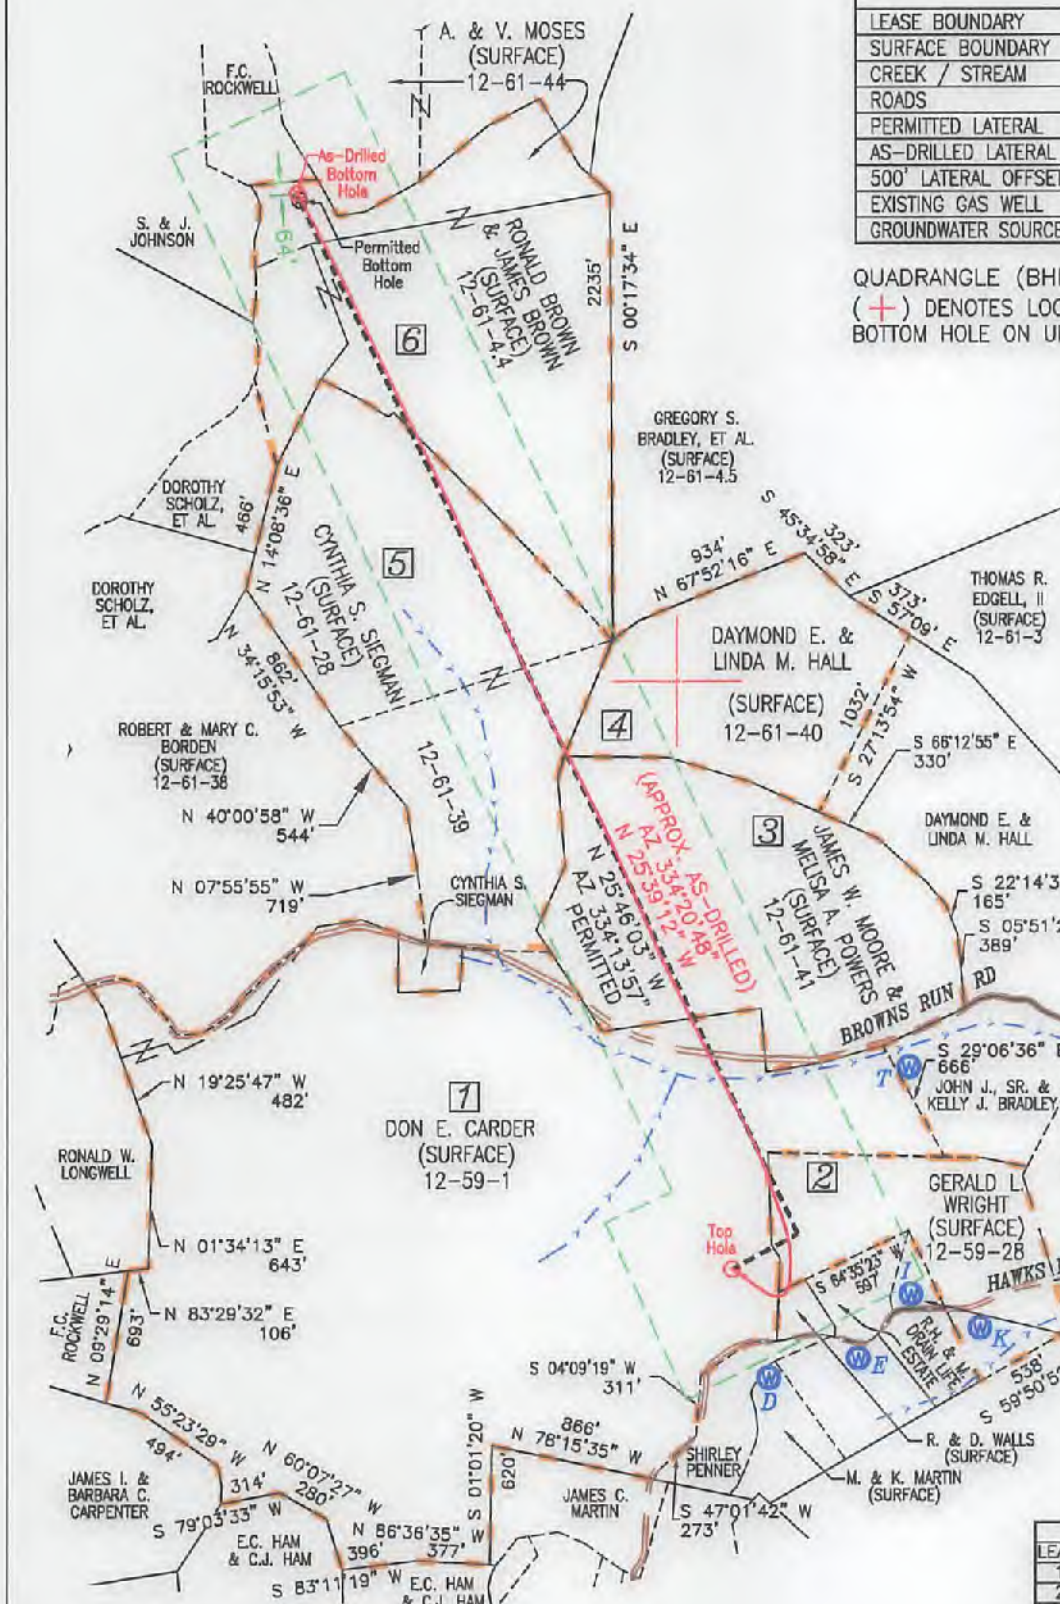 A. & V. MOSES
(SURFACE)
12-61-44
F.C.
ROCKWELL
As-Drilled
Bottom
Hole
64'
Permitted
Bottom
Hole
S. & J.
JOHNSON
RONALD BROWN
& JAMES BROWN
(SURFACE)
12-61-4.4
2235'
S 00°17'34" E
6
LEASE BOUNDARY
SURFACE BOUNDARY
CREEK / STREAM
ROADS
PERMITTED LATERAL
AS-DRILLED LATERAL
500' LATERAL OFFSET
EXISTING GAS WELL
GROUNDWATER SOURCE
QUADRANGLE (BH
( + ) DENOTES LOC
BOTTOM HOLE ON U
GREGORY S.
BRADLEY, ET AL.
(SURFACE)
12-61-4.5
DOROTHY
SCHOLZ,
ET AL.
466'
N 14°08'36" E
DOROTHY
SCHOLZ,
ET AL.
5
CYNTHIA S. SIEGMAN
(SURFACE)
12-61-28
862'
N 34°15'53" W
934'
N 67°52'16" E
323'
S 45°34'58" E
373'
S 57°09' E
THOMAS R.
EDGELL, II
(SURFACE)
12-61-3
DAYMOND E. &
LINDA M. HALL
(SURFACE)
12-61-40
1032'
S 27°13'54" W
S 66°12'55" E
330'
4
ROBERT & MARY C.
BORDEN
(SURFACE)
12-61-38
12-61-39
N 40°00'58" W
544'
N 07°55'55" W
719'
CYNTHIA S.
SIEGMAN
(APPROX. AS-DRILLED)
AZ 334°20'48"
N 25°39'12" W
N 25°46'03" W
AZ 334°13'57"
PERMITTED
3
JAMES W. MOORE &
MELISA A. POWERS
(SURFACE)
12-61-41
DAYMOND E. &
LINDA M. HALL
S 22°14'3
165'
S 05°51'2
389'
BROWNS RUN RD
T
W
S 29°06'36" E
666'
JOHN J., SR. &
KELLY J. BRADLEY
N 19°25'47" W
482'
RONALD W.
LONGWELL
1
DON E. CARDER
(SURFACE)
12-59-1
2
GERALD L.
WRIGHT
(SURFACE)
12-59-28
Top
Hole
N 01°34'13" E
643'
S 64°35'23" W
597'
I
W
HAWKS
N 83°29'32" E
106'
F.C.
ROCKWELL
N 09°29'14" E
693'
R.H. & M.
DRAIN LIFE
ESTATE
W
K
W
E
W
D
538'
S 59°50'5
S 04°09'19" W
311'
N 55°23'29" W
494'
N 60°07'27" W
280'
314'
S 79°03'33" W
S 01°01'20" W
620'
866'
N 78°15'35" W
SHIRLEY
PENNER
R. & D. WALLS
(SURFACE)
M. & K. MARTIN
(SURFACE)
JAMES I. &
BARBARA C.
CARPENTER
JAMES C.
MARTIN
S 47°01'42" W
273'
E.C. HAM
& C.J. HAM
N 86°36'35" W
396'
377'
S 83°11'19" W
E.C. HAM
& C.J. HAM
LEA